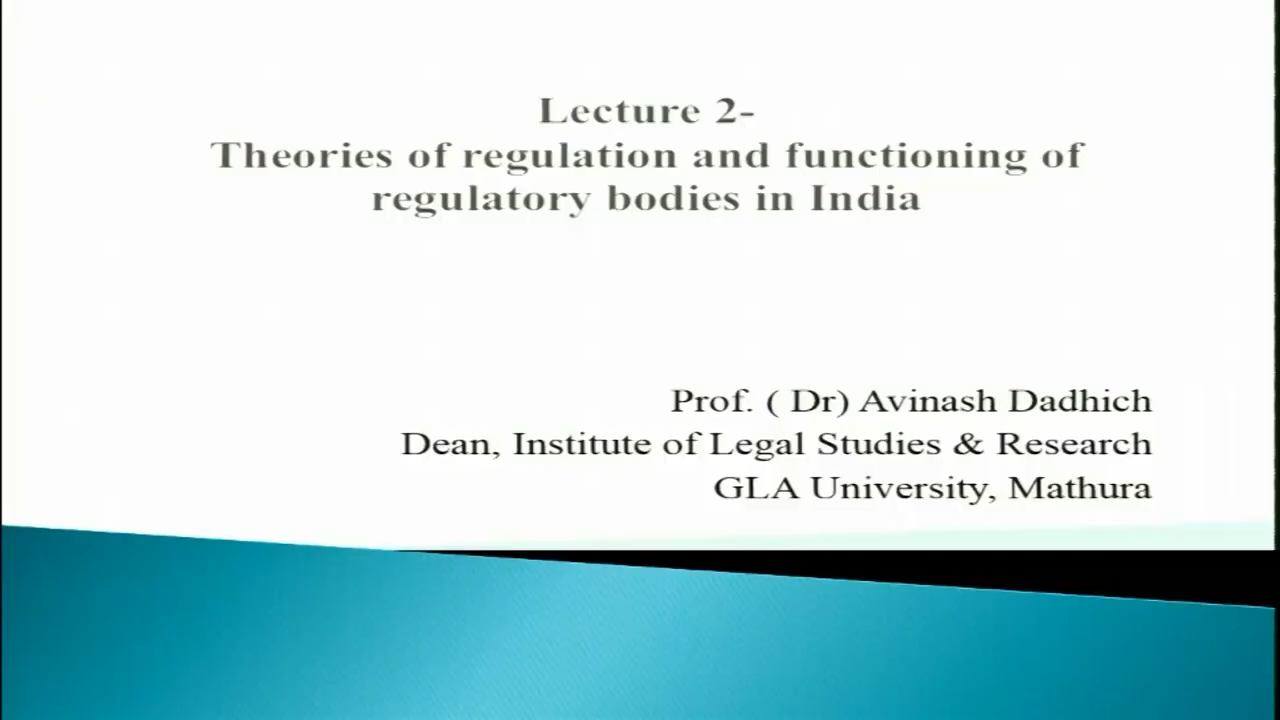 Lecture 2-
Theories of regulation and functioning of
regulatory bodies in India
Prof. ( Dr) Avinash Dadhich
Dean, Institute of Legal Studies & Research
GLA University, Mathura